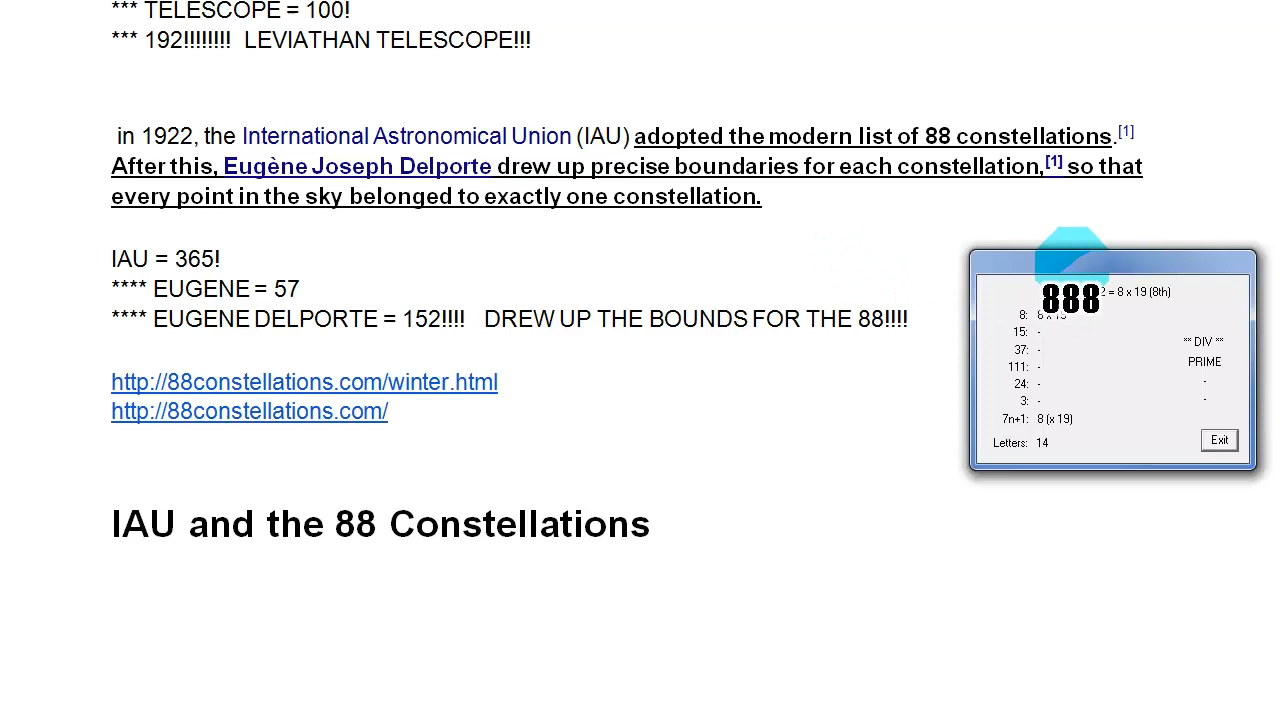 *** TELESCOPE = 100!
*** 192!!!!!!!! LEVIATHAN TELESCOPE!!!
in 1922, the International Astronomical Union (IAU) adopted the modern list of 88 constellations.[1]
After this, Eugène Joseph Delporte drew up precise boundaries for each constellation,[1] so that
every point in the sky belonged to exactly one constellation.
IAU = 365!
**** EUGENE = 57
**** EUGENE DELPORTE = 152!!!! DREW UP THE BOUNDS FOR THE 88!!!!
http://88constellations.com/winter.html
http://88constellations.com/
IAU and the 88 Constellations
888
= 8 x 19 (8th)
8:
15: -
37: -
111: -
24: -
3: -
7n+1: 8 (x 19)
Letters: 14
** DIV **
PRIME
-
-
Exit